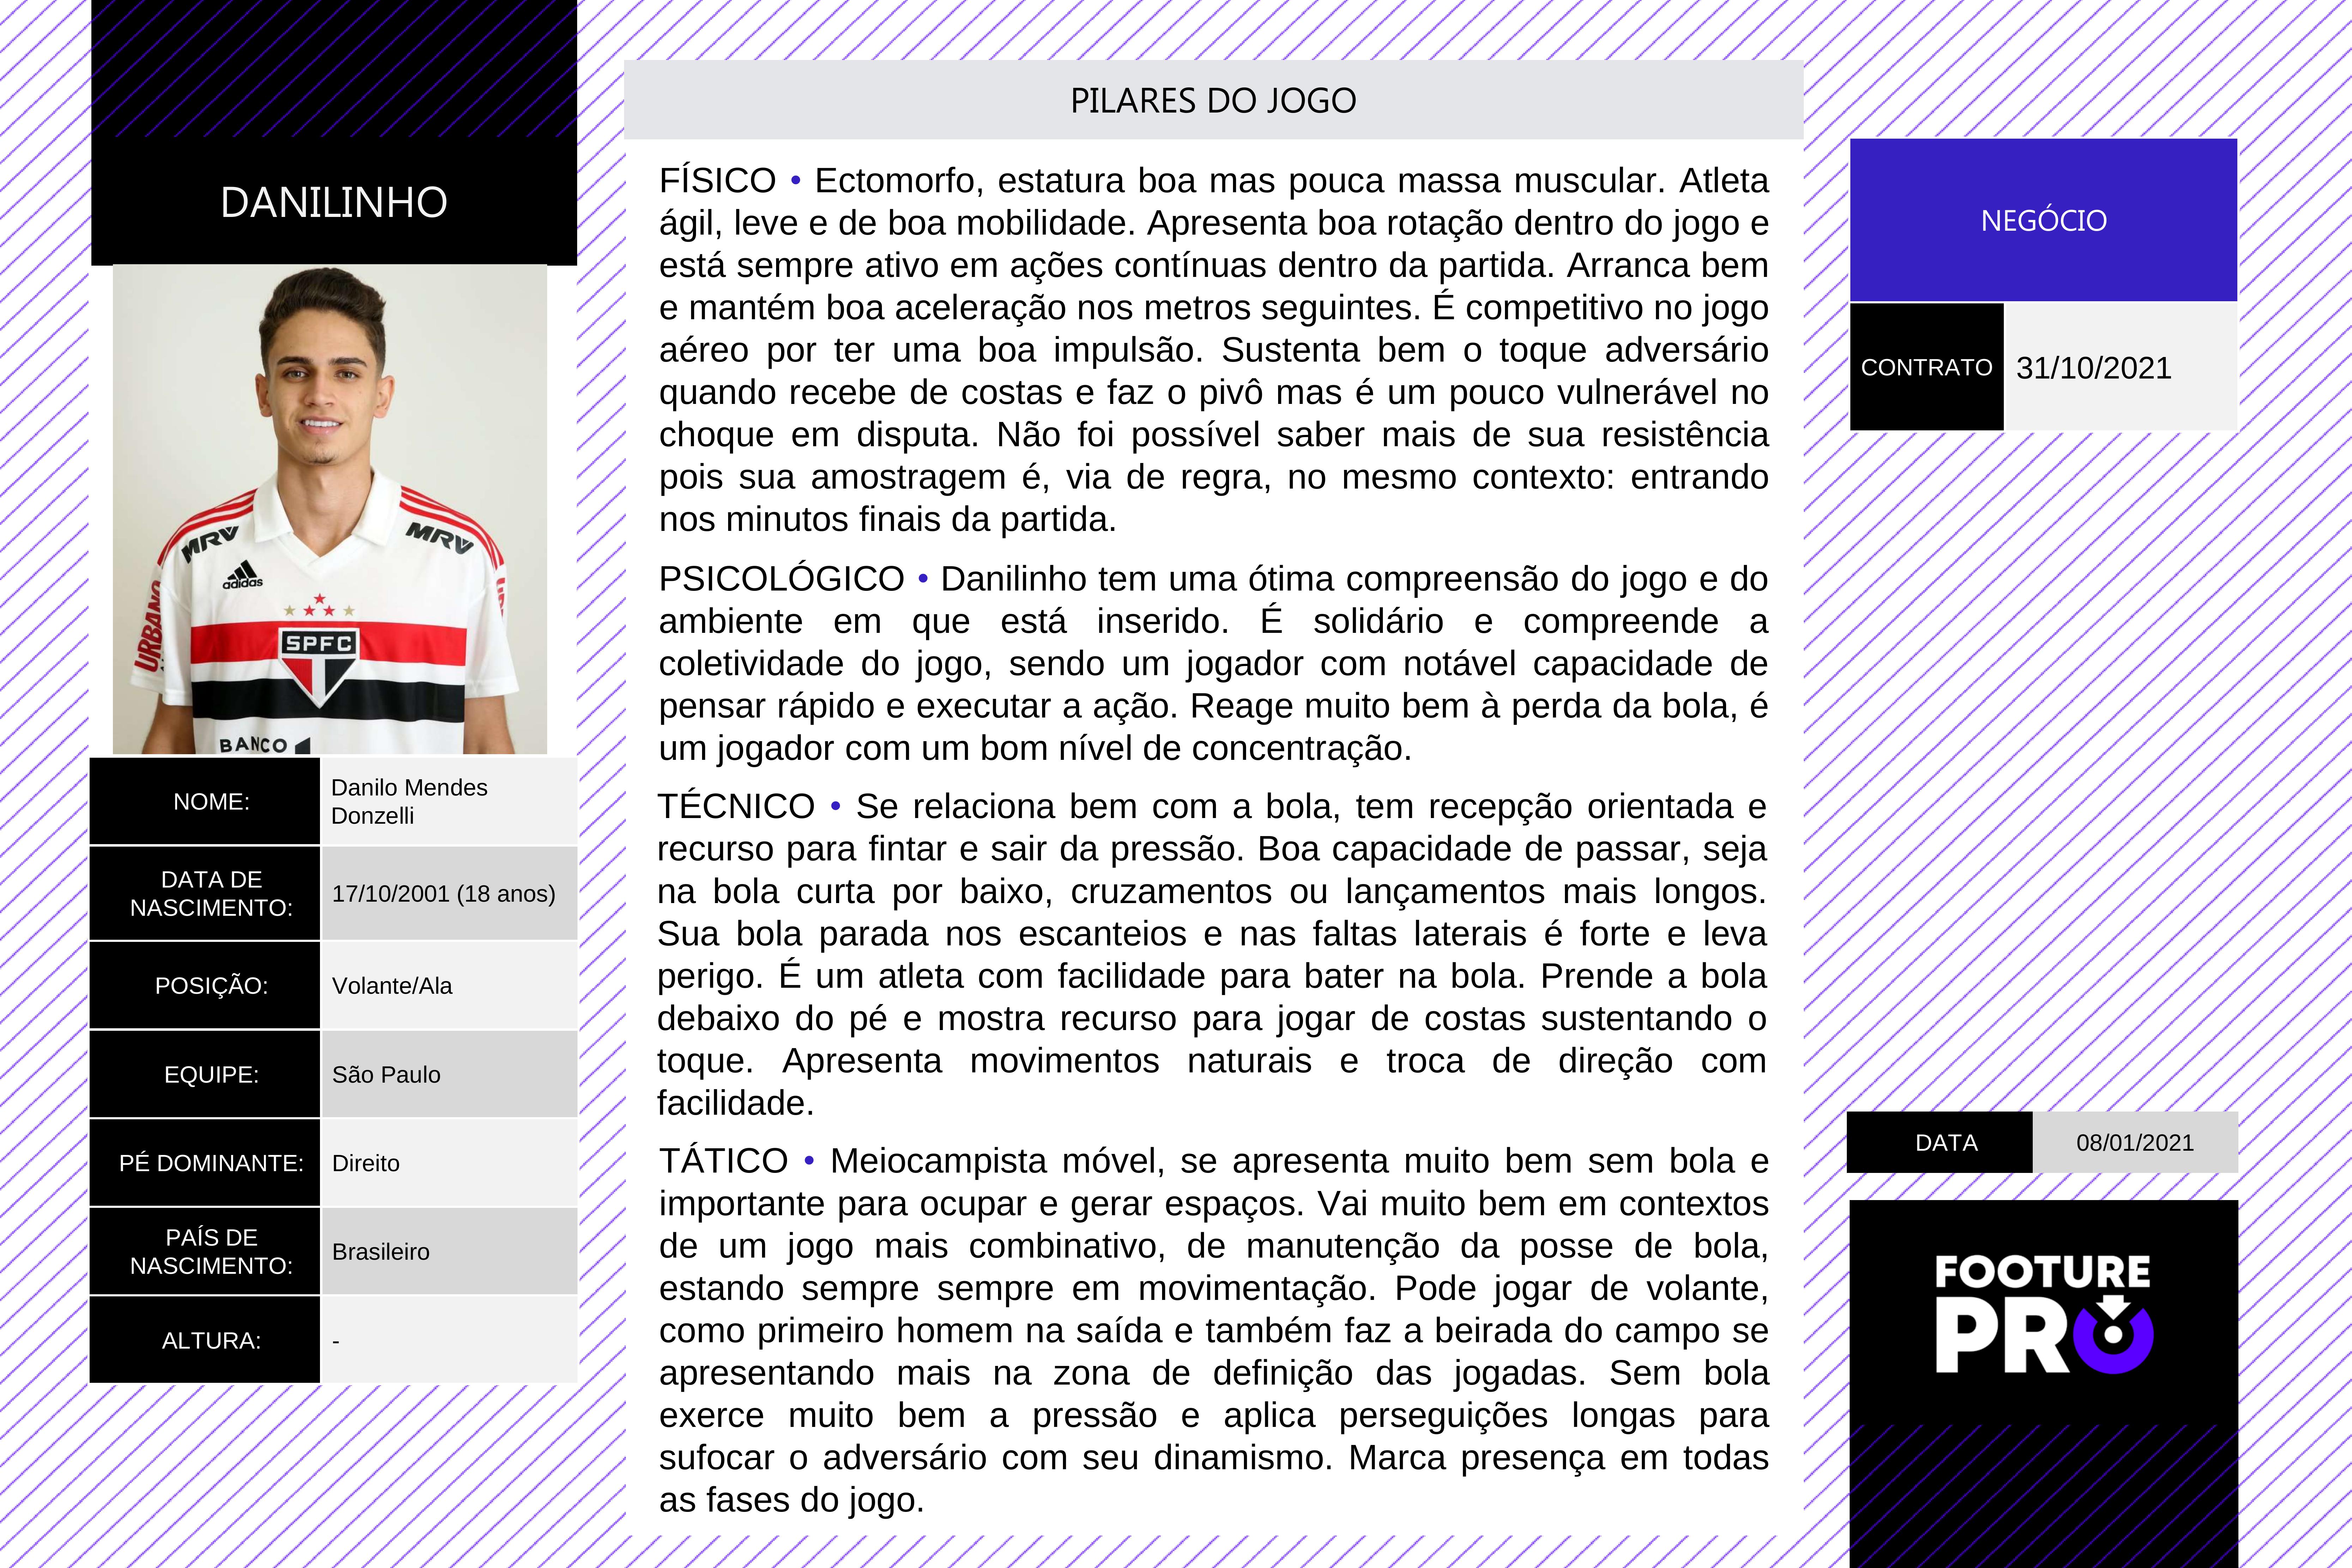 DANILINHO
MRV
MRV
adidas
URBANO
SPFC
BANCO
NOME:
Danilo Mendes
Donzelli
DATA DE
NASCIMENTO:
17/10/2001 (18 anos)
POSIÇÃO:
Volante/Ala
EQUIPE:
São Paulo
PÉ DOMINANTE:
Direito
PAÍS DE
NASCIMENTO:
Brasileiro
ALTURA:
-
PILARES DO JOGO
FÍSICO • Ectomorfo, estatura boa mas pouca massa muscular. Atleta
ágil, leve e de boa mobilidade. Apresenta boa rotação dentro do jogo e
está sempre ativo em ações contínuas dentro da partida. Arranca bem
e mantém boa aceleração nos metros seguintes. É competitivo no jogo
aéreo por ter uma boa impulsão. Sustenta bem o toque adversário
quando recebe de costas e faz o pivô mas é um pouco vulnerável no
choque em disputa. Não foi possível saber mais de sua resistência
pois sua amostragem é, via de regra, no mesmo contexto: entrando
nos minutos finais da partida.
PSICOLÓGICO • Danilinho tem uma ótima compreensão do jogo e do
ambiente em que está inserido. É solidário e compreende a
coletividade do jogo, sendo um jogador com notável capacidade de
pensar rápido e executar a ação. Reage muito bem à perda da bola, é
um jogador com um bom nível de concentração.
TÉCNICO • Se relaciona bem com a bola, tem recepção orientada e
recurso para fintar e sair da pressão. Boa capacidade de passar, seja
na bola curta por baixo, cruzamentos ou lançamentos mais longos.
Sua bola parada nos escanteios e nas faltas laterais é forte e leva
perigo. É um atleta com facilidade para bater na bola. Prende a bola
debaixo do pé e mostra recurso para jogar de costas sustentando o
toque. Apresenta movimentos naturais e troca de direção com
facilidade.
TÁTICO • Meiocampista móvel, se apresenta muito bem sem bola e
importante para ocupar e gerar espaços. Vai muito bem em contextos
de um jogo mais combinativo, de manutenção da posse de bola,
estando sempre sempre em movimentação. Pode jogar de volante,
como primeiro homem na saída e também faz a beirada do campo se
apresentando mais na zona de definição das jogadas. Sem bola
exerce muito bem a pressão e aplica perseguições longas para
sufocar o adversário com seu dinamismo. Marca presença em todas
as fases do jogo.
NEGÓCIO
CONTRATO
31/10/2021
DATA
08/01/2021
FOOTURE
PRO